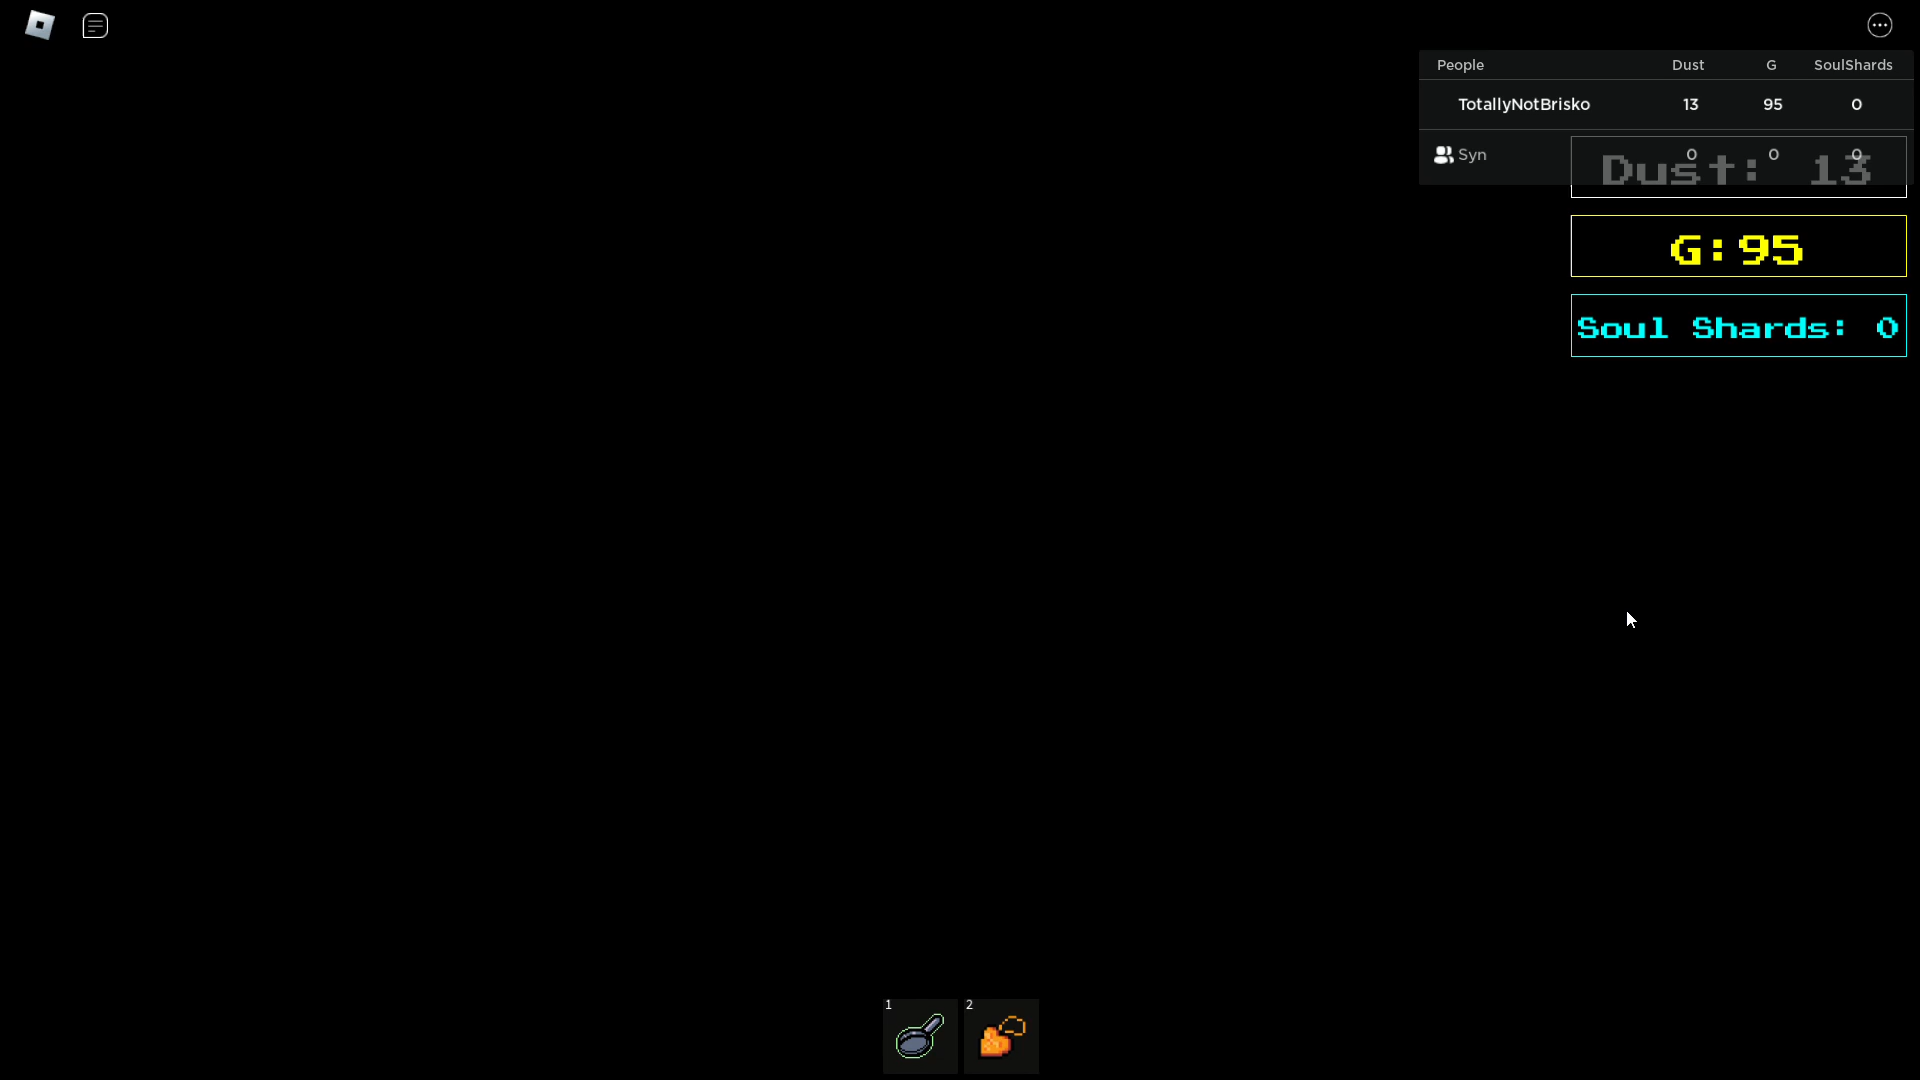 People Dust G SoulShards
TotallyNotBrisko 13 95 0
Syn 0 0 0
Dust: 13
G:95
Soul Shards: 0
1 2